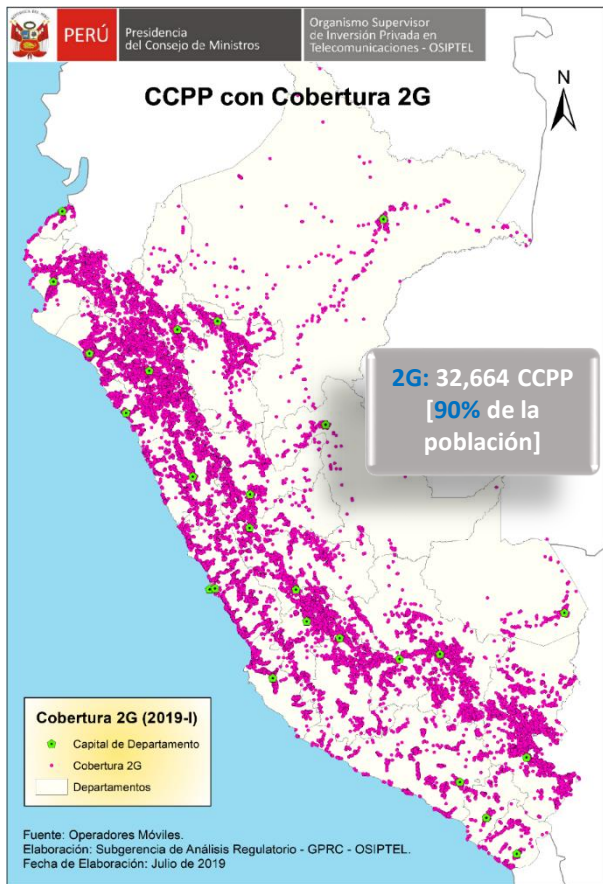 PERÚ
Presidencia
del Consejo de Ministros
Organismo Supervisor
de Inversión Privada en
Telecomunicaciones - OSIPTEL
CCPP con Cobertura 2G
N
2G: 32,664 CCPP
[90% de la
población]
Cobertura 2G (2019-I)
Capital de Departamento
Cobertura 2G
Departamentos
Fuente: Operadores Móviles.
Elaboración: Subgerencia de Análisis Regulatorio - GPRC - OSIPTEL.
Fecha de Elaboración: Julio de 2019